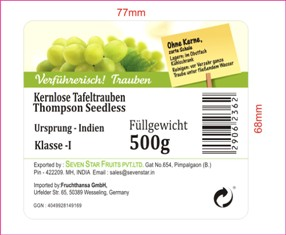 77mm
Ohne Kerne,
zarte Schale
Lagern: im Obstfach
Kühlschrank
Reinigen: vor Verzehr ganze
Traube unter fließendem Wasser
Verführerisch! Trauben
Kernlose Tafeltrauben
Thompson Seedless
Ursprung - Indien
Klasse -I
Füllgewicht
500g
29062362
68mm
Exported by : SEVEN STAR FRUITS PVT.LTD. Gat No.654, Pimpalgaon (B.)
Pin - 422209. MH, INDIA Email : sales@sevenstar.in
Imported by Fruchthansa GmbH,
Urfelder Str. 65, 50389 Wesseling, Germany
GGN : 4049928149169